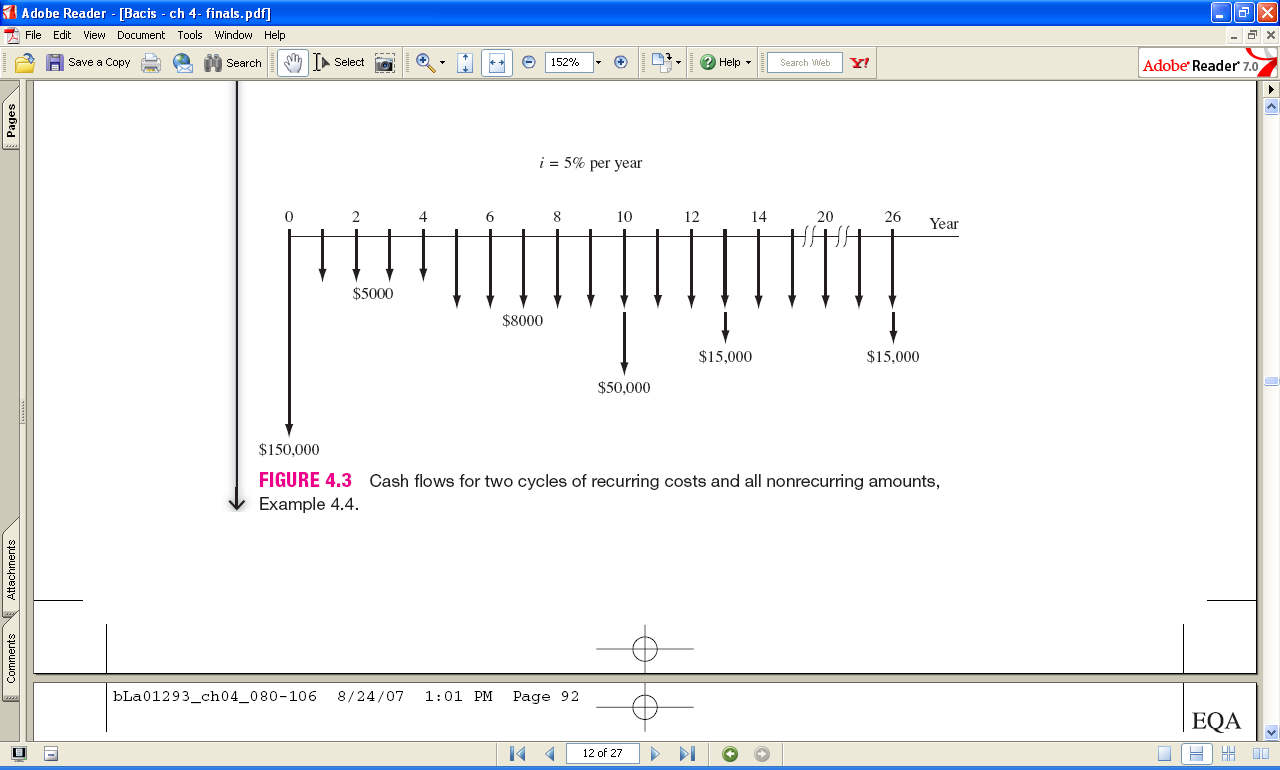 Adobe Reader - [Bacis - ch 4- finals.pdf]
File Edit View Document Tools Window Help
Save a Copy Search Select 152% Help Search Web Y! Adobe Reader 7.0
Pages
i = 5% per year
0 2 4 6 8 10 12 14 20 26 Year
$5000
$8000
$15,000 $15,000
$50,000
$150,000
FIGURE 4.3 Cash flows for two cycles of recurring costs and all nonrecurring amounts,
Example 4.4.
Attachments
Comments
bLa01293_ch04_080-106 8/24/07 1:01 PM Page 92
EQA
12 of 27